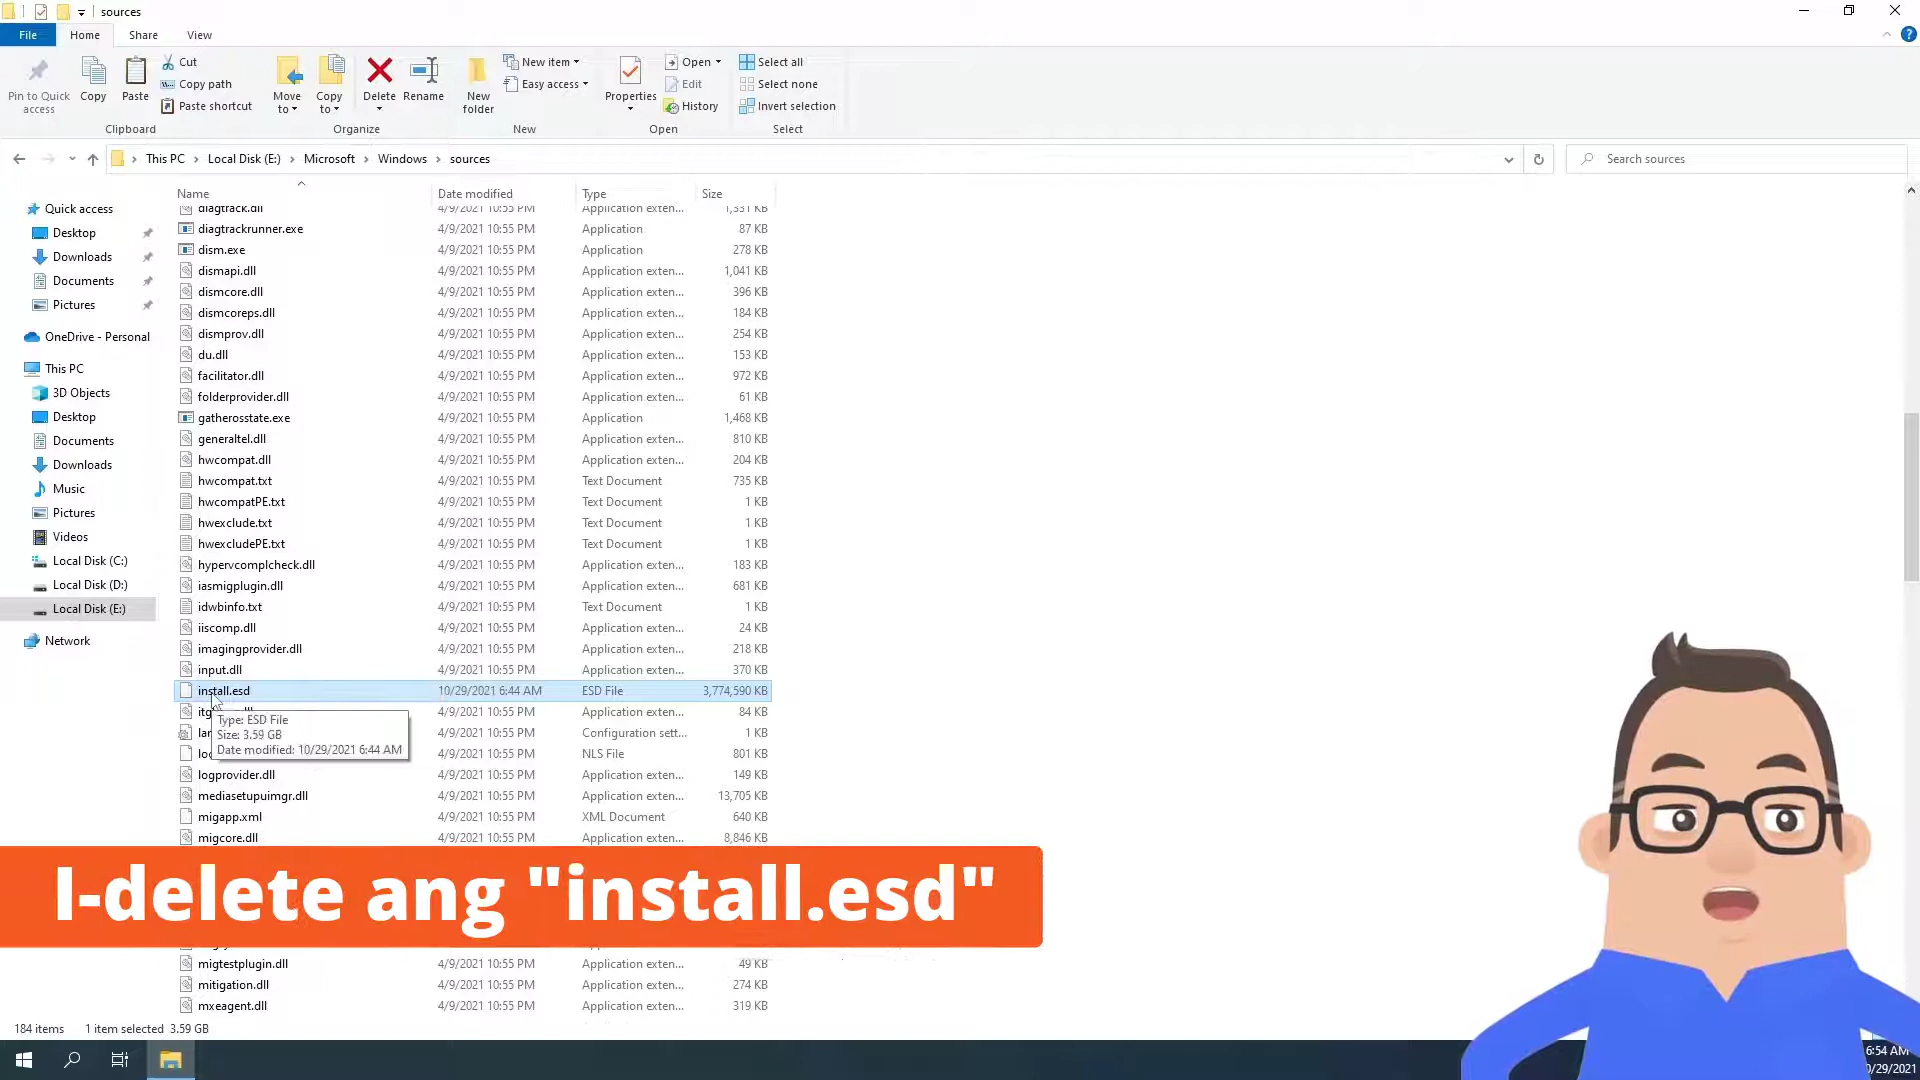 sources
File Home Share View
Pin to Quick access
Copy
Paste
Cut
Copy path
Paste shortcut
Clipboard
Move to
Copy to
Delete
Rename
Organize
New folder
New item
Easy access
New
Properties
Open
Edit
History
Open
Select all
Select none
Invert selection
Select
This PC Local Disk (E:) Microsoft Windows sources
Search sources
Quick access
Desktop
Downloads
Documents
Pictures
OneDrive - Personal
This PC
3D Objects
Desktop
Documents
Downloads
Music
Pictures
Videos
Local Disk (C:)
Local Disk (D:)
Local Disk (E:)
Network
Name Date modified Type Size
diagtrack.dll 4/9/2021 10:55 PM Application exten... 1,331 KB
diagtrackrunner.exe 4/9/2021 10:55 PM Application 87 KB
dism.exe 4/9/2021 10:55 PM Application 278 KB
dismapi.dll 4/9/2021 10:55 PM Application exten... 1,041 KB
dismcore.dll 4/9/2021 10:55 PM Application exten... 396 KB
dismcoreps.dll 4/9/2021 10:55 PM Application exten... 184 KB
dismprov.dll 4/9/2021 10:55 PM Application exten... 254 KB
du.dll 4/9/2021 10:55 PM Application exten... 153 KB
facilitator.dll 4/9/2021 10:55 PM Application exten... 972 KB
folderprovider.dll 4/9/2021 10:55 PM Application exten... 61 KB
gatherosstate.exe 4/9/2021 10:55 PM Application 1,468 KB
generaltel.dll 4/9/2021 10:55 PM Application exten... 810 KB
hwcompat.dll 4/9/2021 10:55 PM Application exten... 204 KB
hwcompat.txt 4/9/2021 10:55 PM Text Document 735 KB
hwcompatPE.txt 4/9/2021 10:55 PM Text Document 1 KB
hwexclude.txt 4/9/2021 10:55 PM Text Document 1 KB
hwexcludePE.txt 4/9/2021 10:55 PM Text Document 1 KB
hypervcomplcheck.dll 4/9/2021 10:55 PM Application exten... 183 KB
iasmigplugin.dll 4/9/2021 10:55 PM Application exten... 681 KB
idwbinfo.txt 4/9/2021 10:55 PM Text Document 1 KB
iiscomp.dll 4/9/2021 10:55 PM Application exten... 24 KB
imagingprovider.dll 4/9/2021 10:55 PM Application exten... 218 KB
input.dll 4/9/2021 10:55 PM Application exten... 370 KB
install.esd 10/29/2021 6:44 AM ESD File 3,774,590 KB
4/9/2021 10:55 PM Application exten... 84 KB
4/9/2021 10:55 PM Configuration sett... 1 KB
4/9/2021 10:55 PM NLS File 801 KB
Type: ESD File
Size: 3.59 GB
Date modified: 10/29/2021 6:44 AM
logprovider.dll 4/9/2021 10:55 PM Application exten... 149 KB
mediasetupuimgr.dll 4/9/2021 10:55 PM Application exten... 13,705 KB
migapp.xml 4/9/2021 10:55 PM XML Document 640 KB
migcore.dll 4/9/2021 10:55 PM Application exten... 8,846 KB
I-delete ang "install.esd"
migtestplugin.dll 4/9/2021 10:55 PM Application exten... 49 KB
mitigation.dll 4/9/2021 10:55 PM Application exten... 274 KB
mxeagent.dll 4/9/2021 10:55 PM Application exten... 319 KB
184 items 1 item selected 3.59 GB
6:54 AM
/29/2021